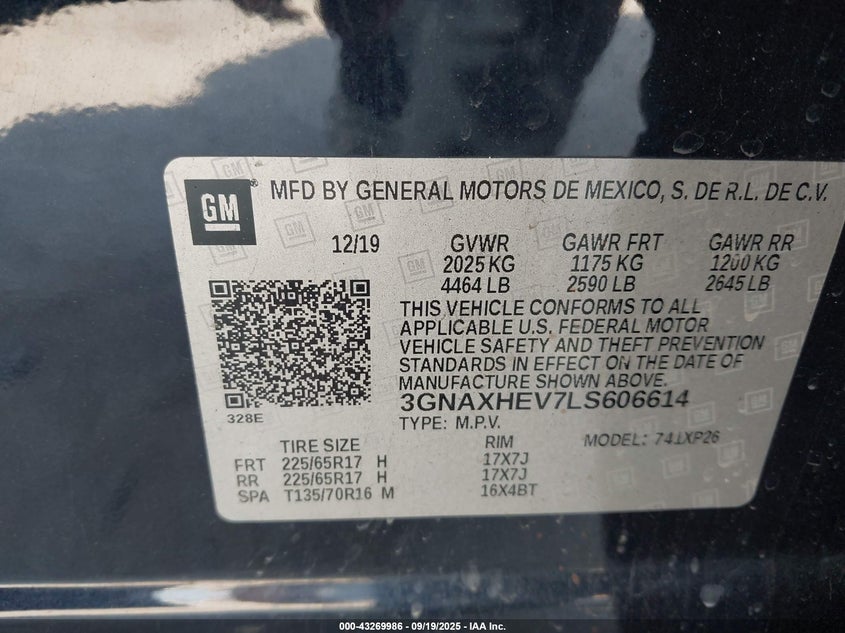 GM® MFD BY GENERAL MOTORS DE MEXICO, S. DE R.L. DE C.V.
12/19 GVWR GAWR FRT GAWR RR
2025 KG 1175 KG 1200 KG
4464 LB 2590 LB 2645 LB
THIS VEHICLE CONFORMS TO ALL
APPLICABLE U.S. FEDERAL MOTOR
VEHICLE SAFETY AND THEFT PREVENTION
STANDARDS IN EFFECT ON THE DATE OF
MANUFACTURE SHOWN ABOVE.
3GNAXHEV7LS606614
328E
TYPE: M.P.V.
TIRE SIZE RIM MODEL:
FRT 225/65R17 H 17X7J
RR 225/65R17 H 17X7J
SPA T135/70R16 M 16X4BT
000-43269986 - 09/19/2025 - IAA Inc.